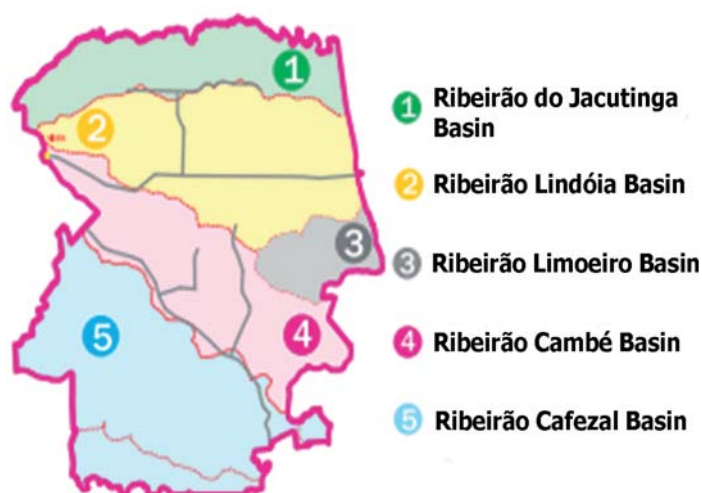 1
2
3
4
5
1 Ribeirão do Jacutinga
Basin
2 Ribeirão Lindóia Basin
3 Ribeirão Limoeiro Basin
4 Ribeirão Cambé Basin
5 Ribeirão Cafezal Basin